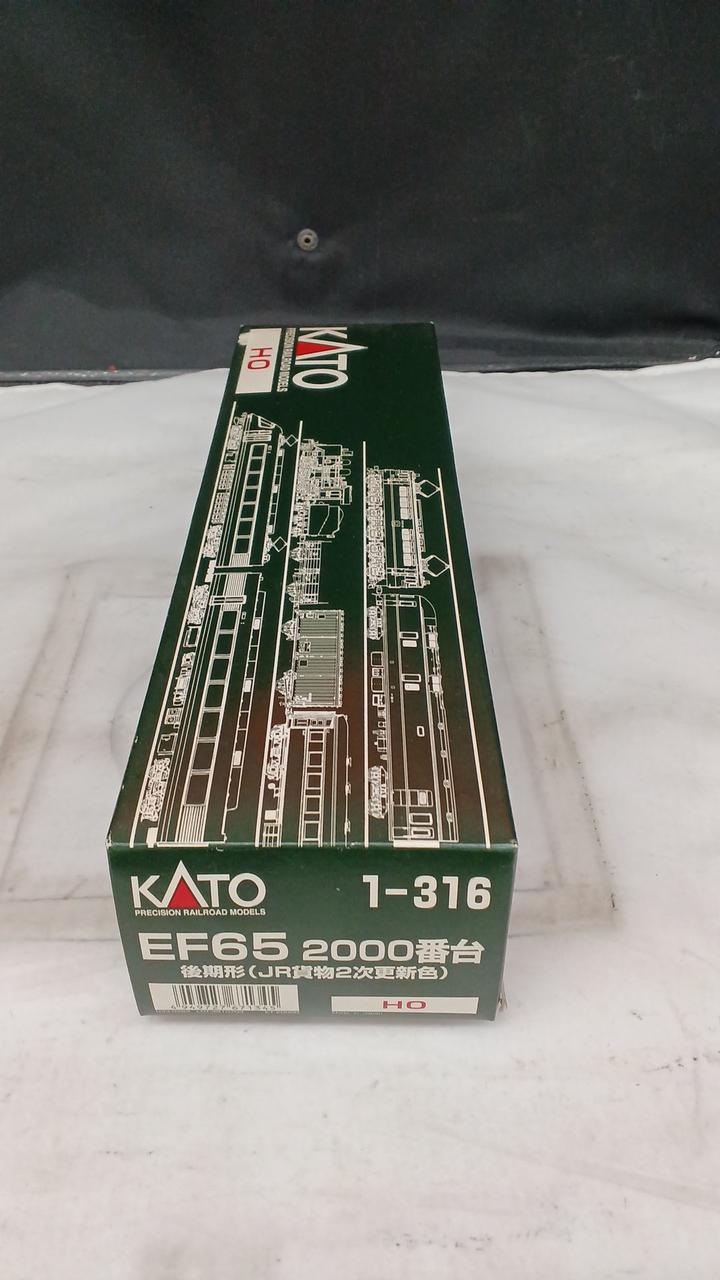 HO
KATO
PRECISION RAILROAD MODELS
KATO
PRECISION RAILROAD MODELS
1-316
EF65 2000番台
後期形(JR貨物2次更新色)
HO